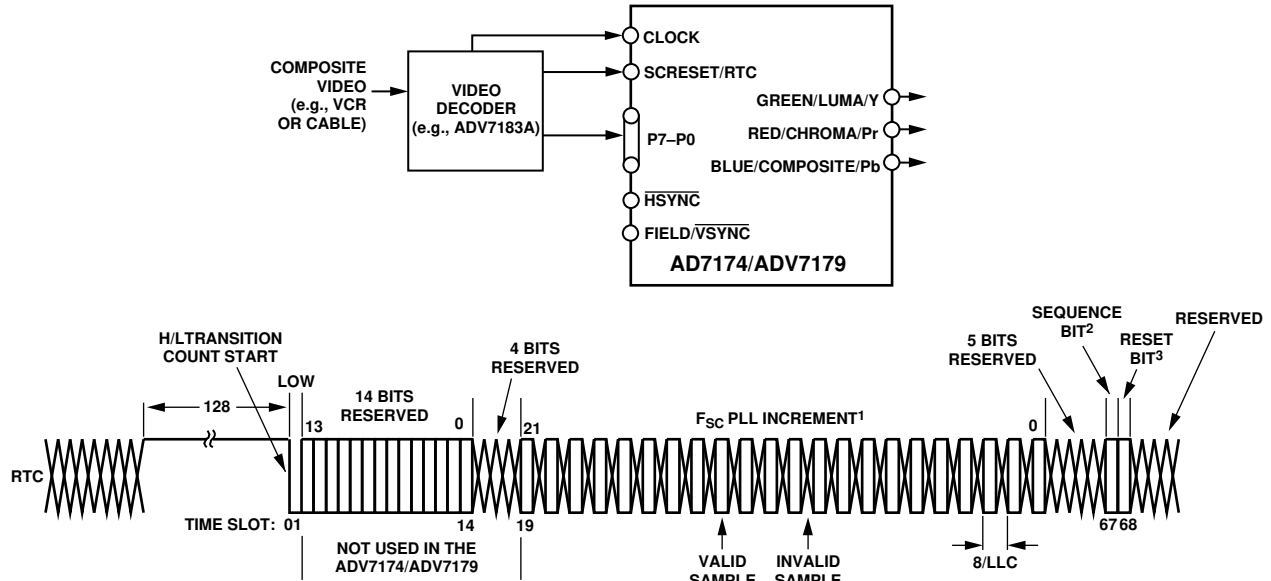 COMPOSITE
VIDEO
(e.g., VCR
OR CABLE)
VIDEO
DECODER
(e.g., ADV7183A)
CLOCK
SCRESET/RTC
P7–P0
HSYNC
FIELD/VSYNC
GREEN/LUMA/Y
RED/CHROMA/Pr
BLUE/COMPOSITE/Pb
AD7174/ADV7179
H/LTRANSITION
COUNT START
LOW
128
13
14 BITS
RESERVED
0
4 BITS
RESERVED
21
FSC PLL INCREMENT1
0
5 BITS
RESERVED
SEQUENCE
BIT2
RESET
BIT3
RESERVED
RTC
TIME SLOT: 01
14
19
67 68
NOT USED IN THE
ADV7174/ADV7179
VALID
SAMPLE
INVALID
SAMPLE
8/LLC